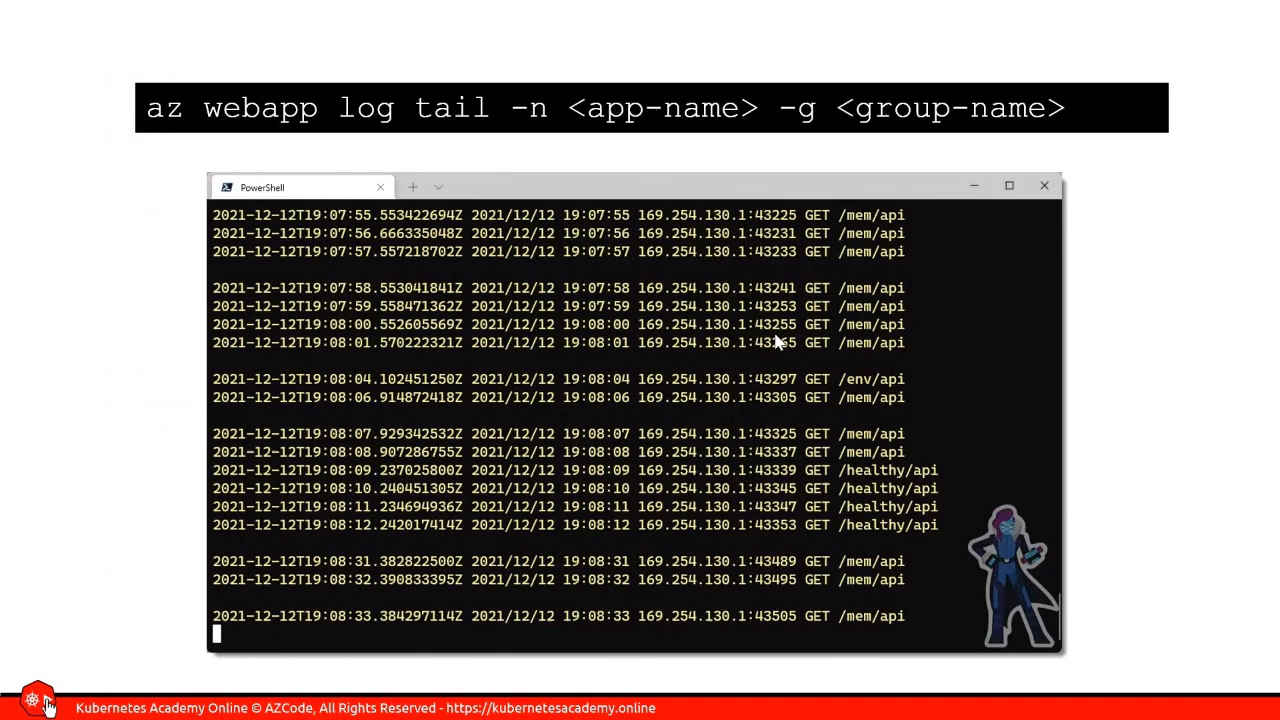 az webapp log tail -n <app-name> -g <group-name>
PowerShell
2021-12-12T19:07:55.553422694Z 2021/12/12 19:07:55 169.254.130.1:43225 GET /mem/api
2021-12-12T19:07:56.666335048Z 2021/12/12 19:07:56 169.254.130.1:43231 GET /mem/api
2021-12-12T19:07:57.557218702Z 2021/12/12 19:07:57 169.254.130.1:43233 GET /mem/api
2021-12-12T19:07:58.553041841Z 2021/12/12 19:07:58 169.254.130.1:43241 GET /mem/api
2021-12-12T19:07:59.558471362Z 2021/12/12 19:07:59 169.254.130.1:43253 GET /mem/api
2021-12-12T19:08:00.552605569Z 2021/12/12 19:08:00 169.254.130.1:43255 GET /mem/api
2021-12-12T19:08:01.570222321Z 2021/12/12 19:08:01 GET /mem/api
2021-12-12T19:08:04.102451250Z 2021/12/12 19:08:04 169.254.130.1:43297 GET /env/api
2021-12-12T19:08:06.914872418Z 2021/12/12 19:08:06 169.254.130.1:43305 GET /mem/api
2021-12-12T19:08:07.929342532Z 2021/12/12 19:08:07 169.254.130.1:43325 GET /mem/api
2021-12-12T19:08:08.907286755Z 2021/12/12 19:08:08 169.254.130.1:43337 GET /mem/api
2021-12-12T19:08:09.237025800Z 2021/12/12 19:08:09 169.254.130.1:43339 GET /healthy/api
2021-12-12T19:08:10.240451305Z 2021/12/12 19:08:10 169.254.130.1:43345 GET /healthy/api
2021-12-12T19:08:11.234694936Z 2021/12/12 19:08:11 169.254.130.1:43347 GET /healthy/api
2021-12-12T19:08:12.242017414Z 2021/12/12 19:08:12 169.254.130.1:43353 GET /healthy/api
2021-12-12T19:08:31.382822500Z 2021/12/12 19:08:31 169.254.130.1:43489 GET /mem/api
2021-12-12T19:08:32.390833395Z 2021/12/12 19:08:32 169.254.130.1:43495 GET /mem/api
2021-12-12T19:08:33.384297114Z 2021/12/12 19:08:33 169.254.130.1:43505 GET /mem/api
Kubernetes Academy Online © AZCode, All Rights Reserved - https://kubernetesacademy.online